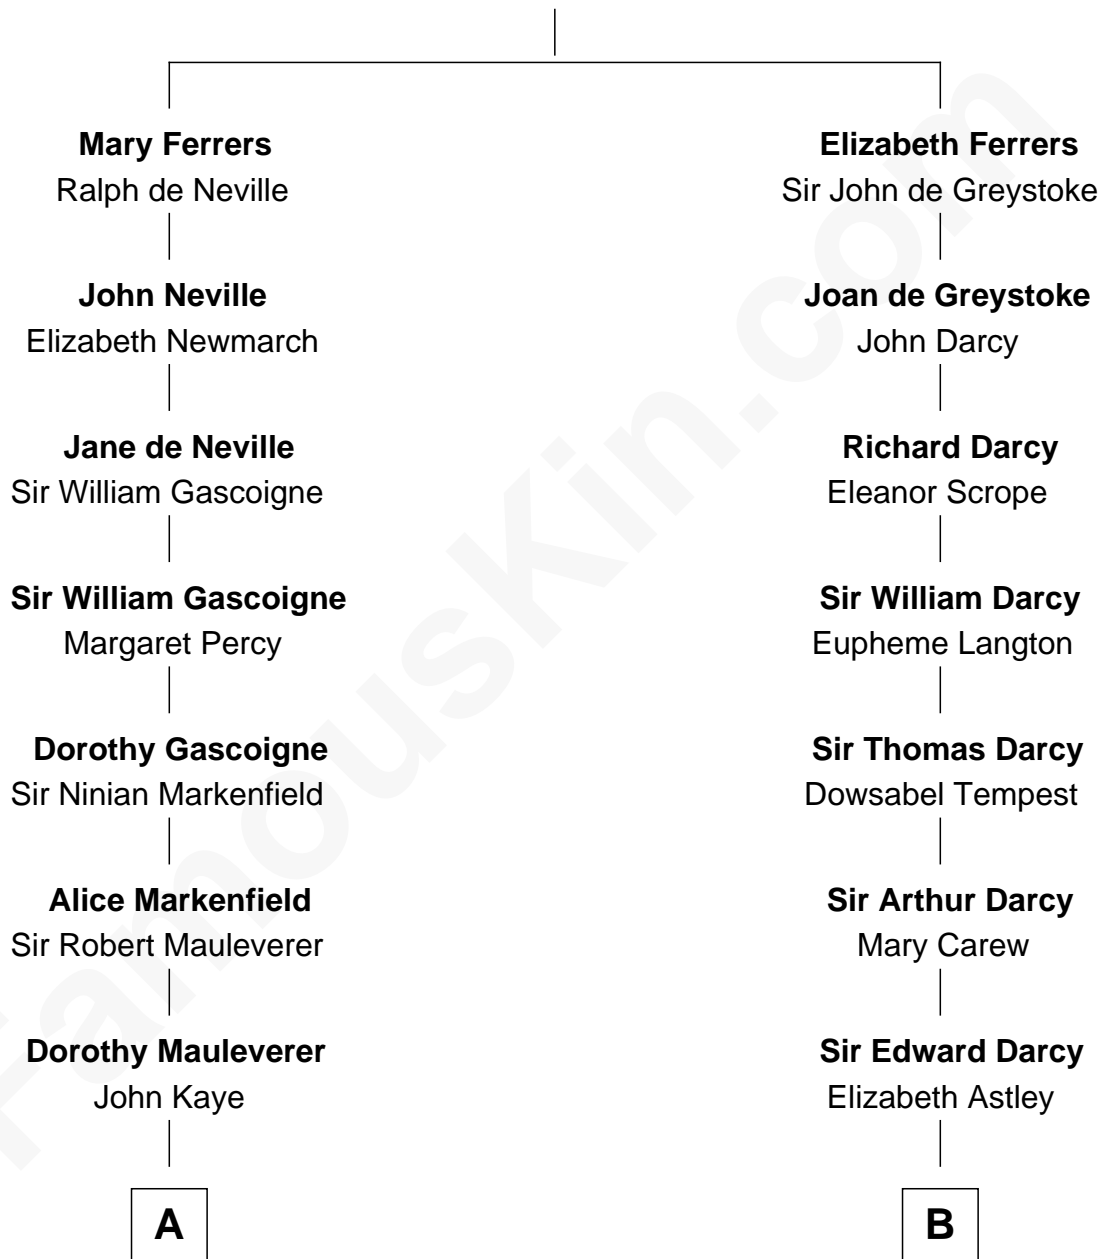 Mary Ferrers
Ralph de Neville
John Neville
Elizabeth Newmarch
Jane de Neville
Sir William Gascoigne
Sir William Gascoigne
Margaret Percy
Dorothy Gascoigne
Sir Ninian Markenfield
Alice Markenfield
Sir Robert Mauleverer
Dorothy Mauleverer
John Kaye
A
Elizabeth Ferrers
Sir John de Greystoke
Joan de Greystoke
John Darcy
Richard Darcy
Eleanor Scrope
Sir William Darcy
Eupheme Langton
Sir Thomas Darcy
Dowsabel Tempest
Sir Arthur Darcy
Mary Carew
Sir Edward Darcy
Elizabeth Astley
B
FamousKin.com